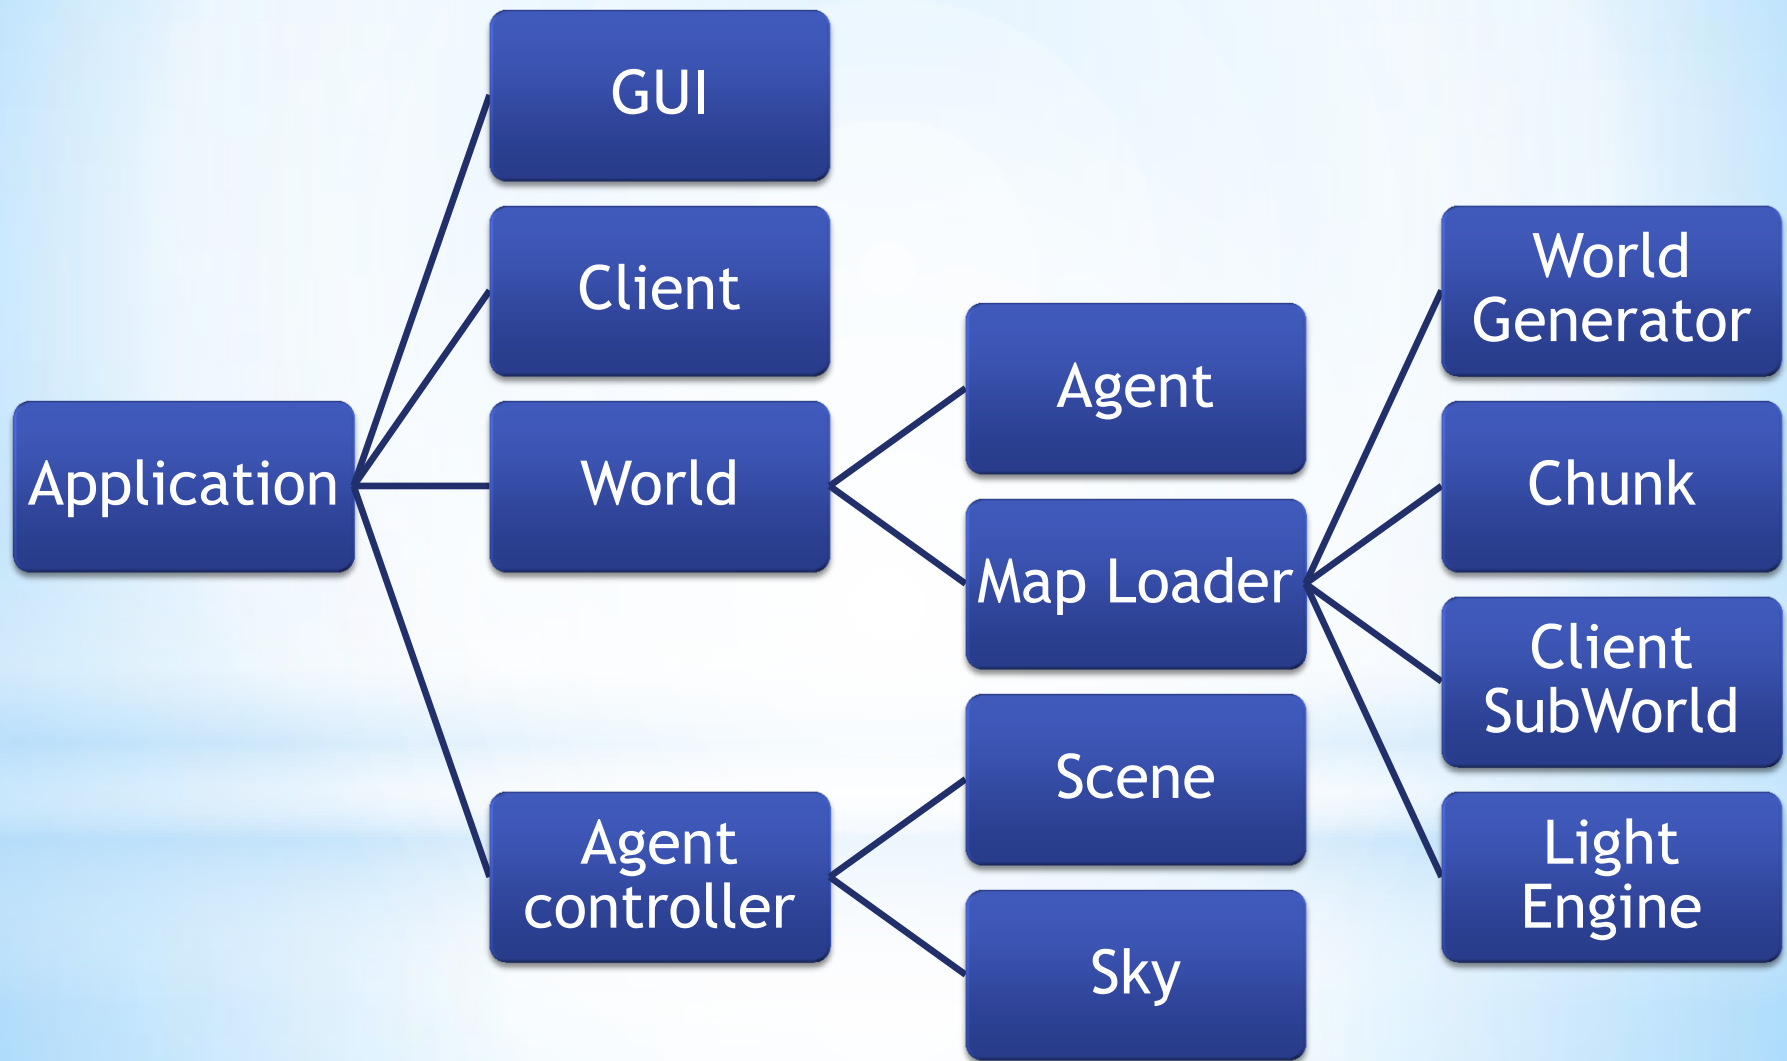 GUI
Client
Application
World
Agent
controller
Agent
Map Loader
Scene
Sky
World
Generator
Chunk
Client
SubWorld
Light
Engine